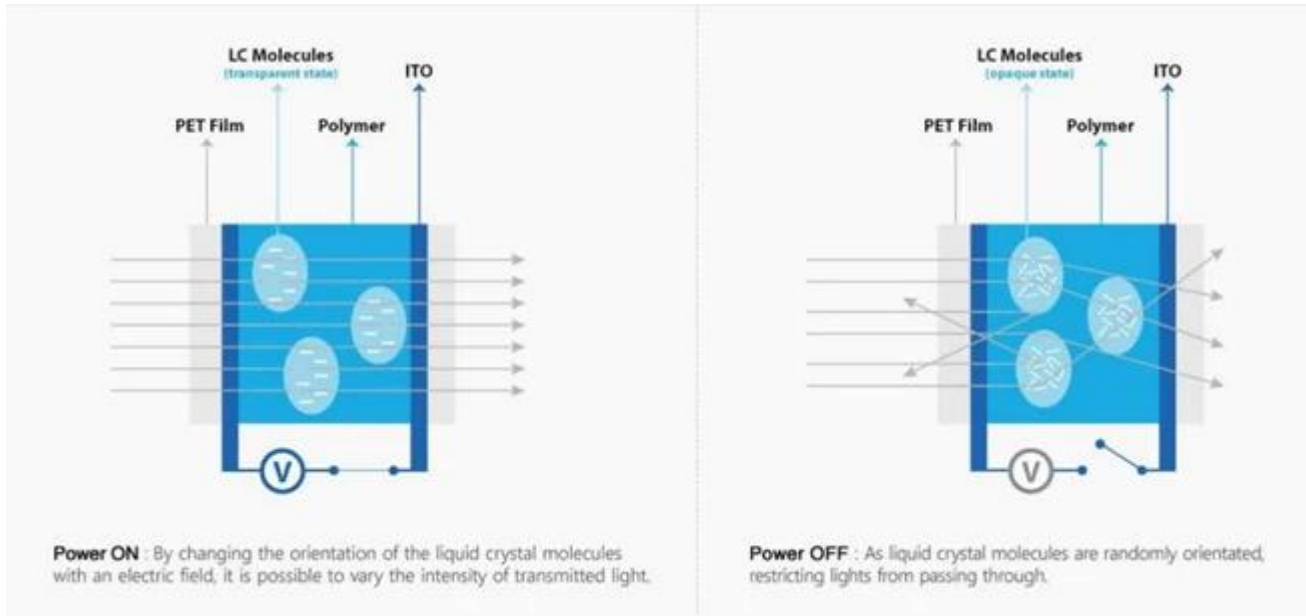 LC Molecules
(transparent state)
ITO
PET Film
Polymer
V
Power ON : By changing the orientation of the liquid crystal molecules
with an electric field, it is possible to vary the intensity of transmitted light.
LC Molecules
(opaque state)
ITO
PET Film
Polymer
V
Power OFF : As liquid crystal molecules are randomly orientated,
restricting lights from passing through.